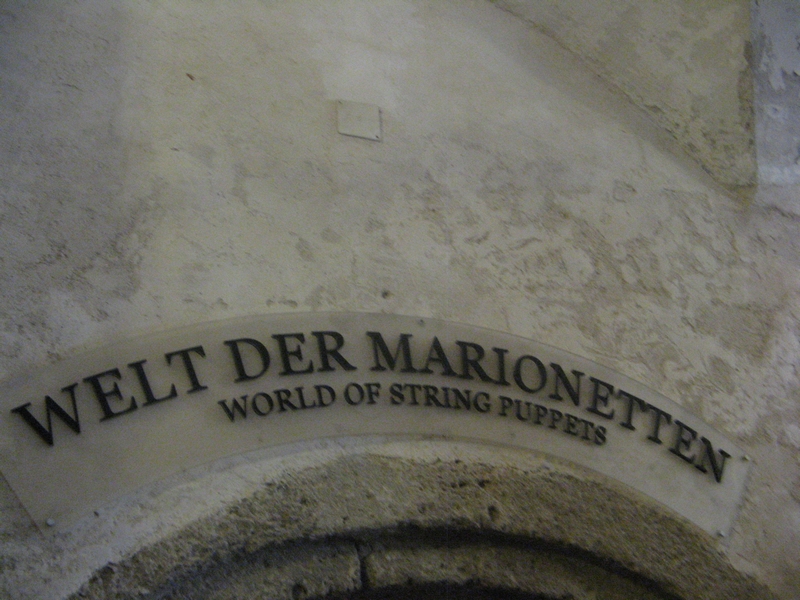 WELT DER MARIONETTEN
WORLD OF STRING PUPPETS